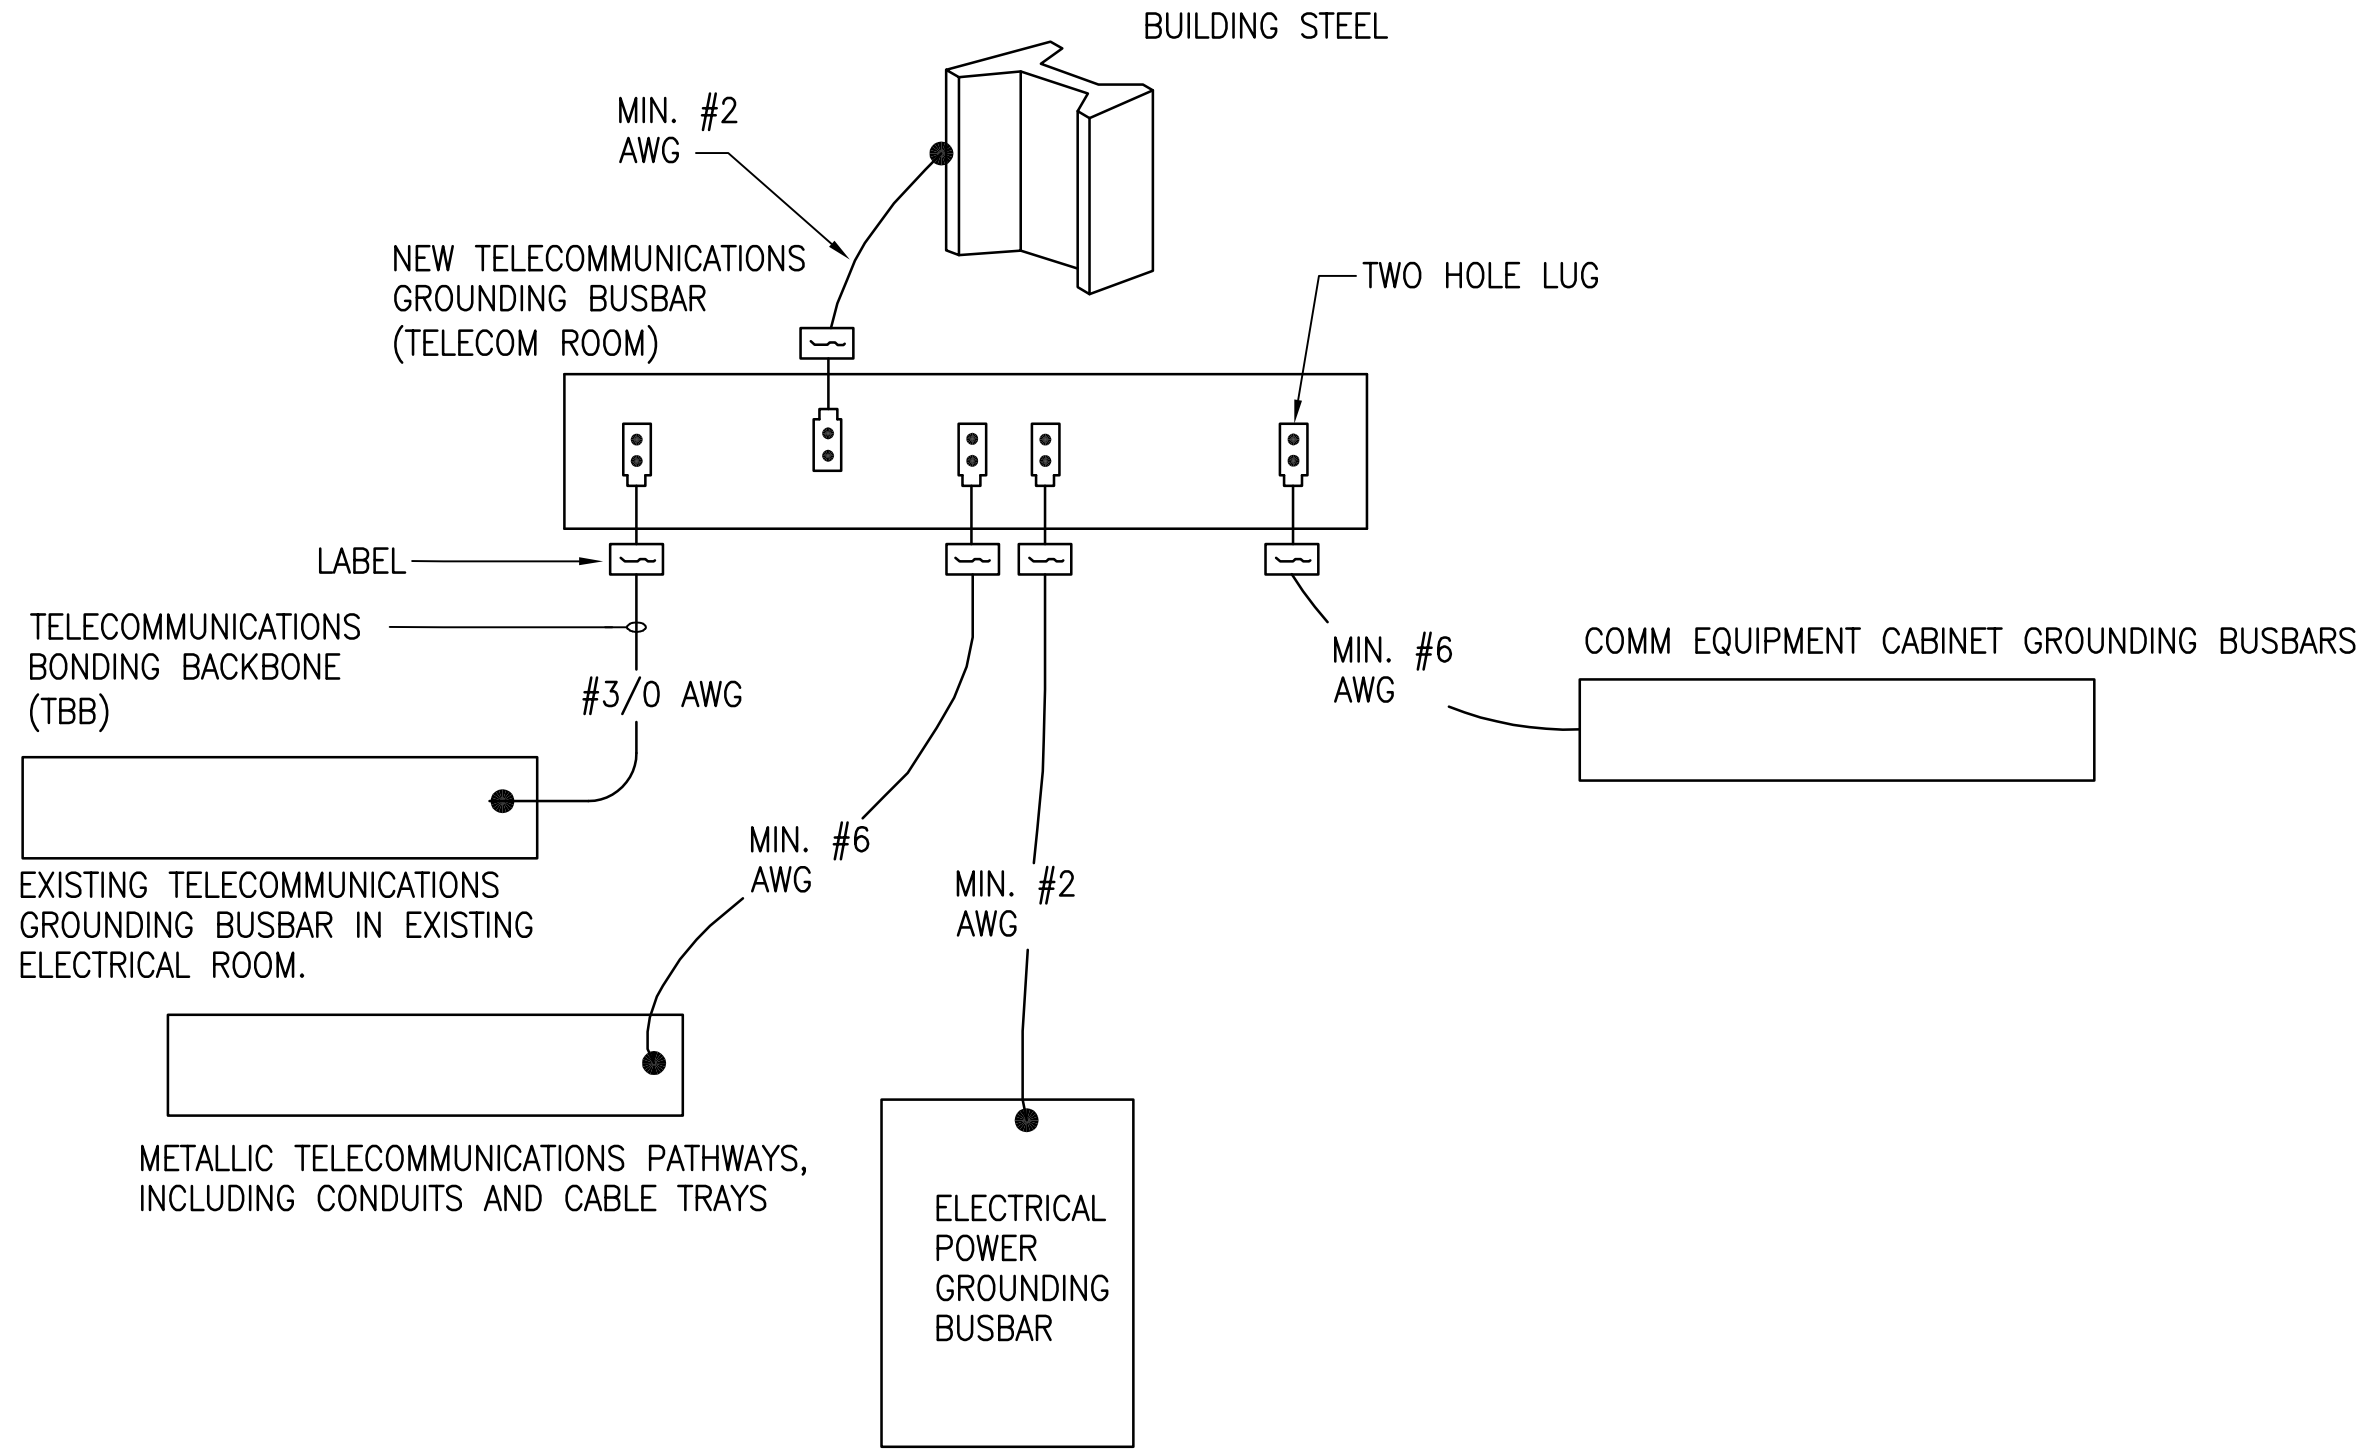 BUILDING STEEL
MIN. #2
AWG
NEW TELECOMMUNICATIONS
GROUNDING BUSBAR
(TELECOM ROOM)
TWO HOLE LUG
LABEL
TELECOMMUNICATIONS
BONDING BACKBONE
(TBB)
#3/0 AWG
MIN. #6
AWG
COMM EQUIPMENT CABINET GROUNDING BUSBARS
EXISTING TELECOMMUNICATIONS
GROUNDING BUSBAR IN EXISTING
ELECTRICAL ROOM.
MIN. #6
AWG
MIN. #2
AWG
METALLIC TELECOMMUNICATIONS PATHWAYS,
INCLUDING CONDUITS AND CABLE TRAYS
ELECTRICAL
POWER
GROUNDING
BUSBAR